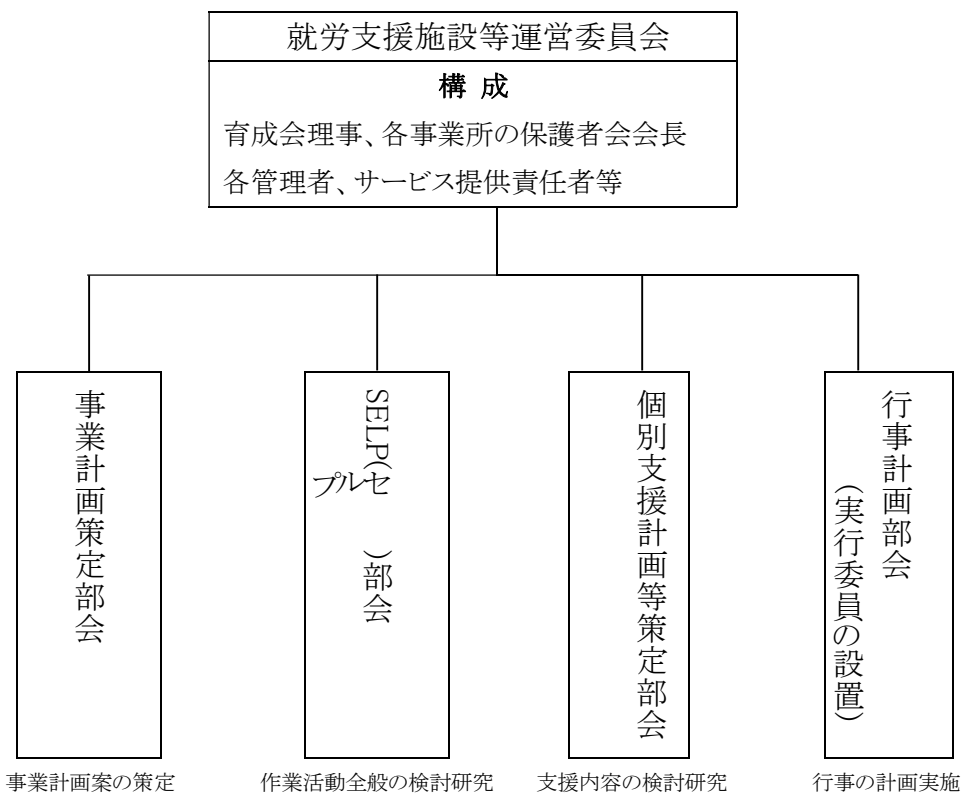 就労支援施設等運営委員会
構 成
育成会理事、各事業所の保護者会会長
各管理者、サービス提供責任者等
事業計画策定部会
SELP(セ
プル
)部会
個別支援計画等策定部会
行事計画部会
(実行委員の設置)
事業計画案の策定
作業活動全般の検討研究
支援内容の検討研究
行事の計画実施